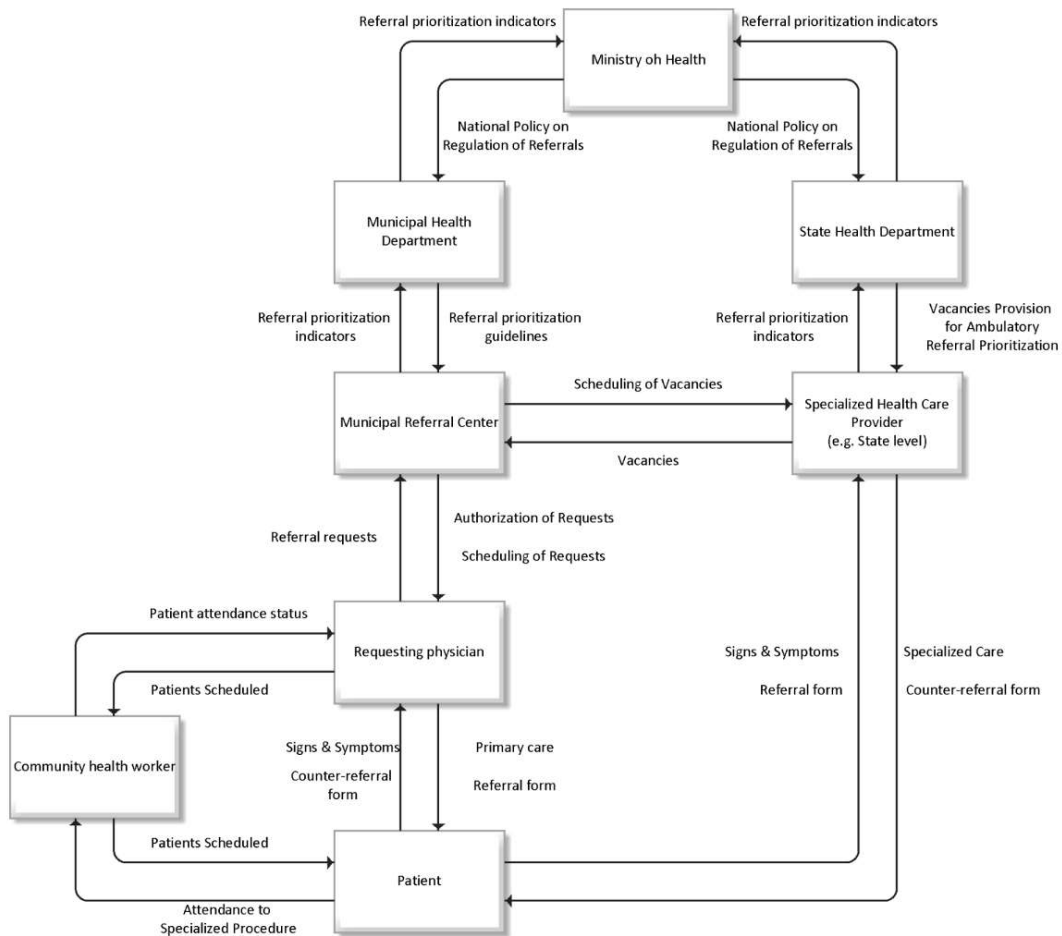 Referral prioritization indicators
Referral prioritization indicators
Ministry oh Health
National Policy on
Regulation of Referrals
National Policy on
Regulation of Referrals
Municipal Health
Department
State Health Department
Referral prioritization
indicators
Referral prioritization
guidelines
Referral prioritization
indicators
Vacancies Provision
for Ambulatory
Referral Prioritization
Municipal Referral Center
Scheduling of Vacancies
Vacancies
Specialized Health Care
Provider
(e.g. State level)
Referral requests
Authorization of Requests
Scheduling of Requests
Patient attendance status
Requesting physician
Patients Scheduled
Signs & Symptoms
Referral form
Specialized Care
Counter-referral form
Community health worker
Signs & Symptoms
Counter-referral
form
Primary care
Referral form
Patients Scheduled
Patient
Attendance to
Specialized Procedure